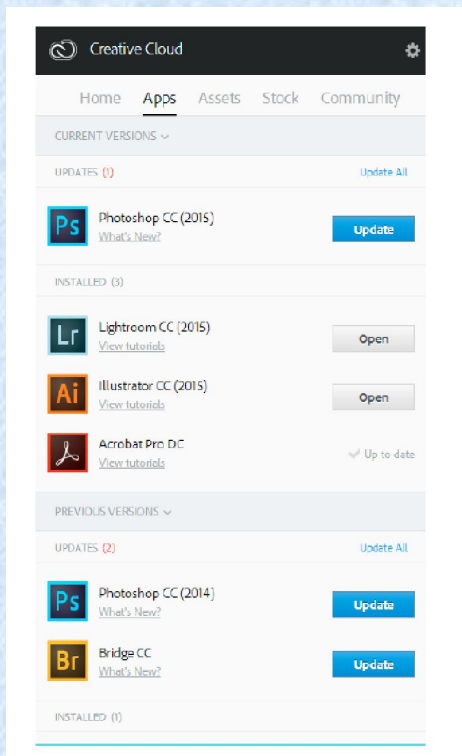 Creative Cloud
Home Apps Assets Stock Community
CURRENT VERSIONS
UPDATES (1) Update All
Ps Photoshop CC (2015) Update
What's New?
INSTALLED (3)
Lr Lightroom CC (2015) Open
View tutorials
Ai Illustrator CC (2015) Open
View tutorials
Acrobat Pro DC Up to date
View tutorials
PREVIOUS VERSIONS
UPDATES (2) Update All
Ps Photoshop CC (2014) Update
What's New?
Br Bridge CC Update
What's New?
INSTALLED (1)